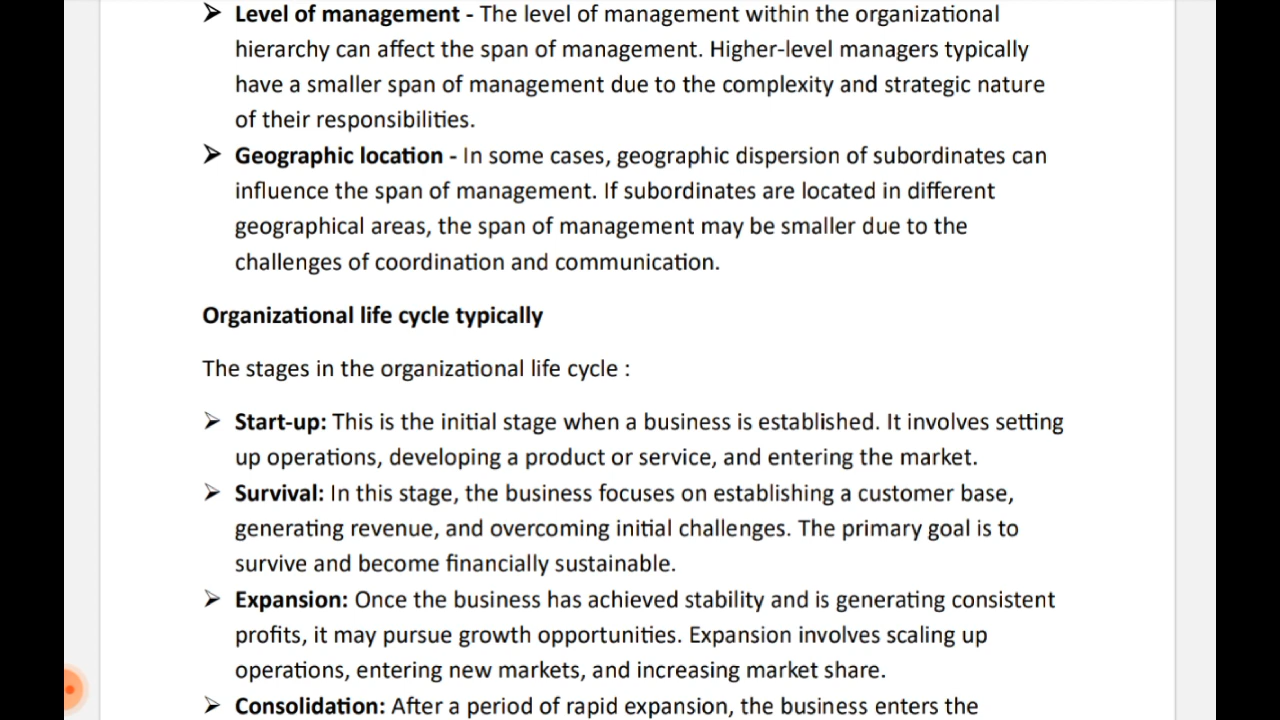 ➢ Level of management - The level of management within the organizational
hierarchy can affect the span of management. Higher-level managers typically
have a smaller span of management due to the complexity and strategic nature
of their responsibilities.
➢ Geographic location - In some cases, geographic dispersion of subordinates can
influence the span of management. If subordinates are located in different
geographical areas, the span of management may be smaller due to the
challenges of coordination and communication.
Organizational life cycle typically
The stages in the organizational life cycle :
➢ Start-up: This is the initial stage when a business is established. It involves setting
up operations, developing a product or service, and entering the market.
➢ Survival: In this stage, the business focuses on establishing a customer base,
generating revenue, and overcoming initial challenges. The primary goal is to
survive and become financially sustainable.
➢ Expansion: Once the business has achieved stability and is generating consistent
profits, it may pursue growth opportunities. Expansion involves scaling up
operations, entering new markets, and increasing market share.
➢ Consolidation: After a period of rapid expansion, the business enters the